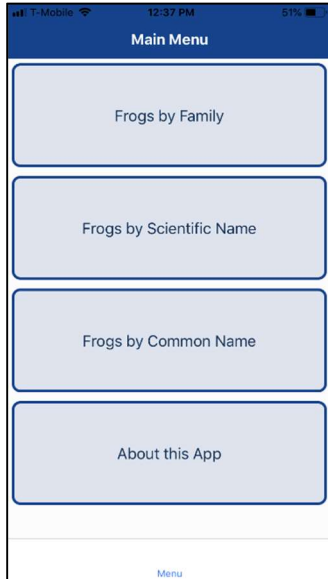 T-Mobile 12:37 PM 51%
Main Menu
Frogs by Family
Frogs by Scientific Name
Frogs by Common Name
About this App
Menu